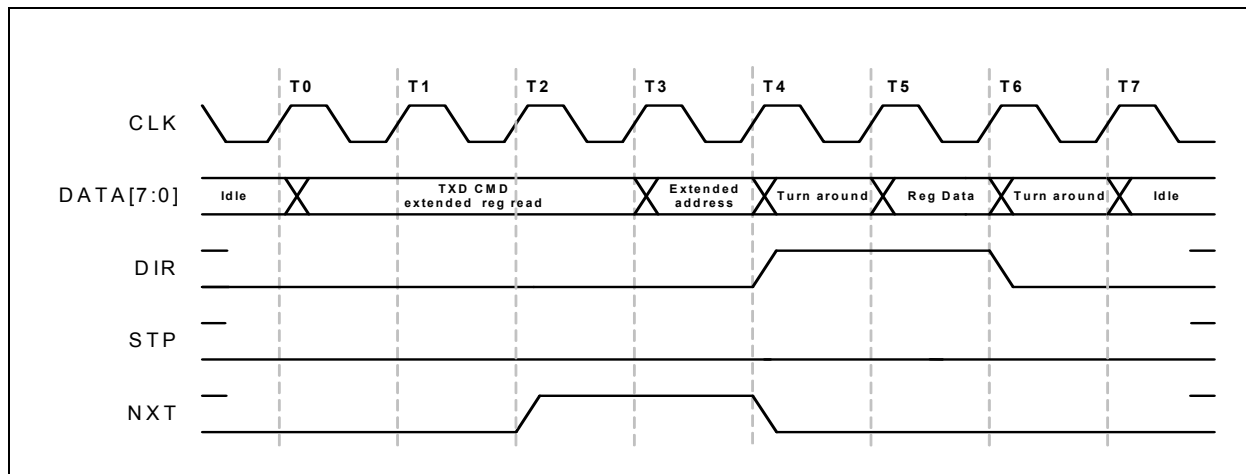 T0 T1 T2 T3 T4 T5 T6 T7
CLK
DATA[7:0]
Idle
TXD CMD
extended reg read
Extended
address
Turn around
Reg Data
Turn around
Idle
DIR
STP
NXT